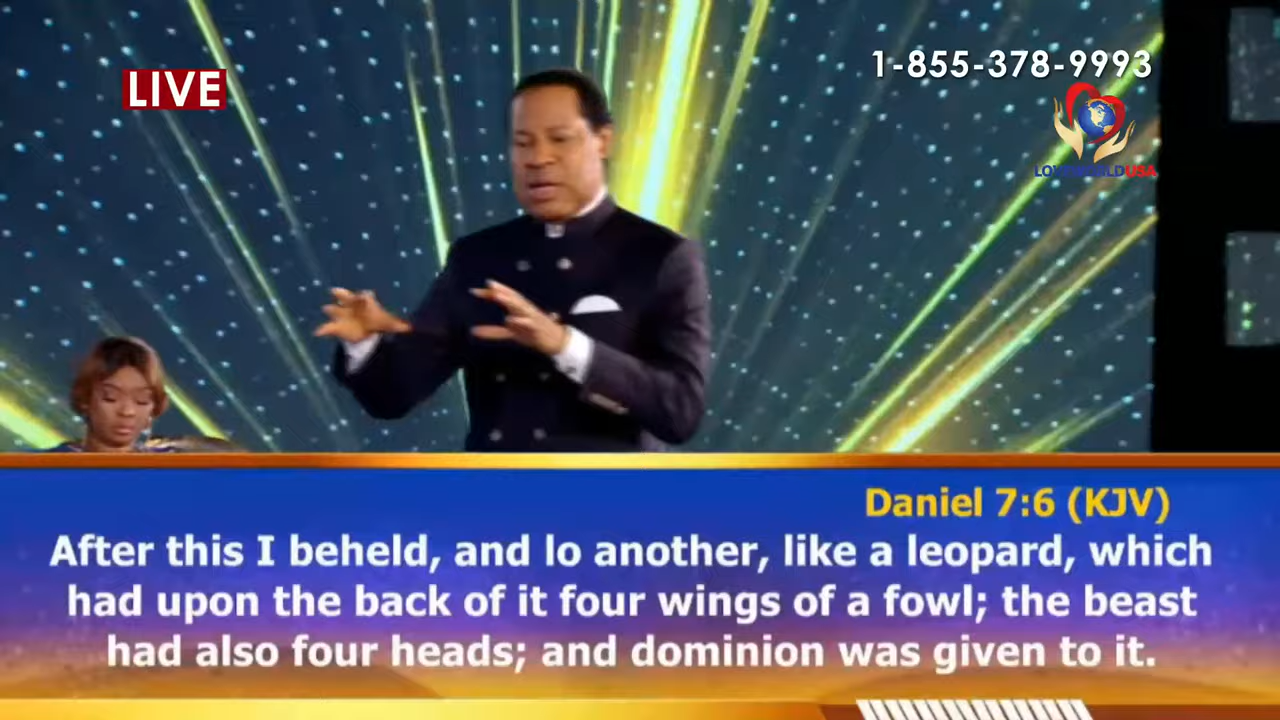 LIVE
1-855-378-9993
LOVEWORLDUSA
Daniel 7:6 (KJV)
After this I beheld, and lo another, like a leopard, which
had upon the back of it four wings of a fowl; the beast
had also four heads; and dominion was given to it.